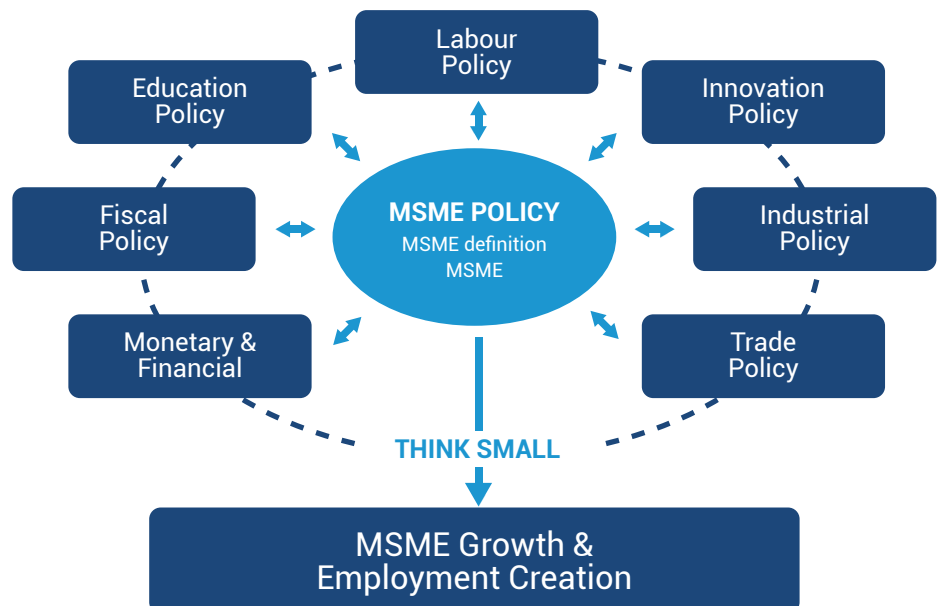 Labour
Policy
Education
Policy
Innovation
Policy
Fiscal
Policy
MSME POLICY
MSME definition
MSME
Industrial
Policy
Monetary &
Financial
Trade
Policy
THINK SMALL
MSME Growth &
Employment Creation